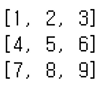 [1, 2, 3]
[4, 5, 6]
[7, 8, 9]